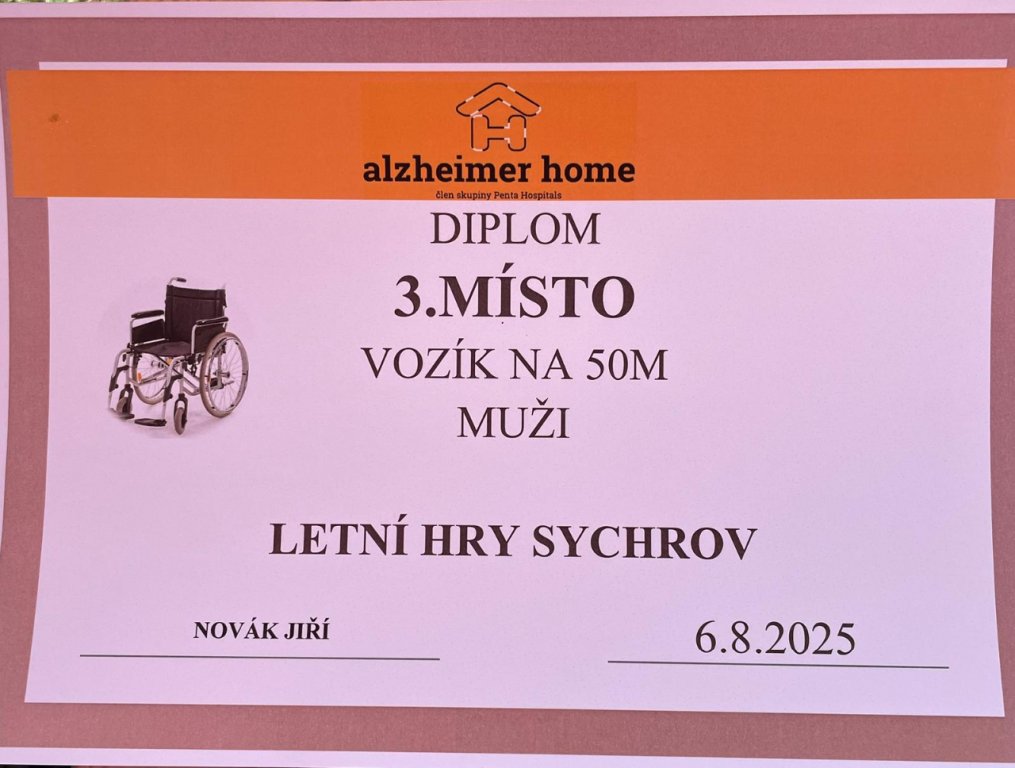 alzheimer home
člen skupiny Penta Hospitals
DIPLOM
3.MÍSTO
VOZÍK NA 50M
MUŽI
LETNÍ HRY SYCHROV
NOVÁK JIŘÍ
6.8.2025